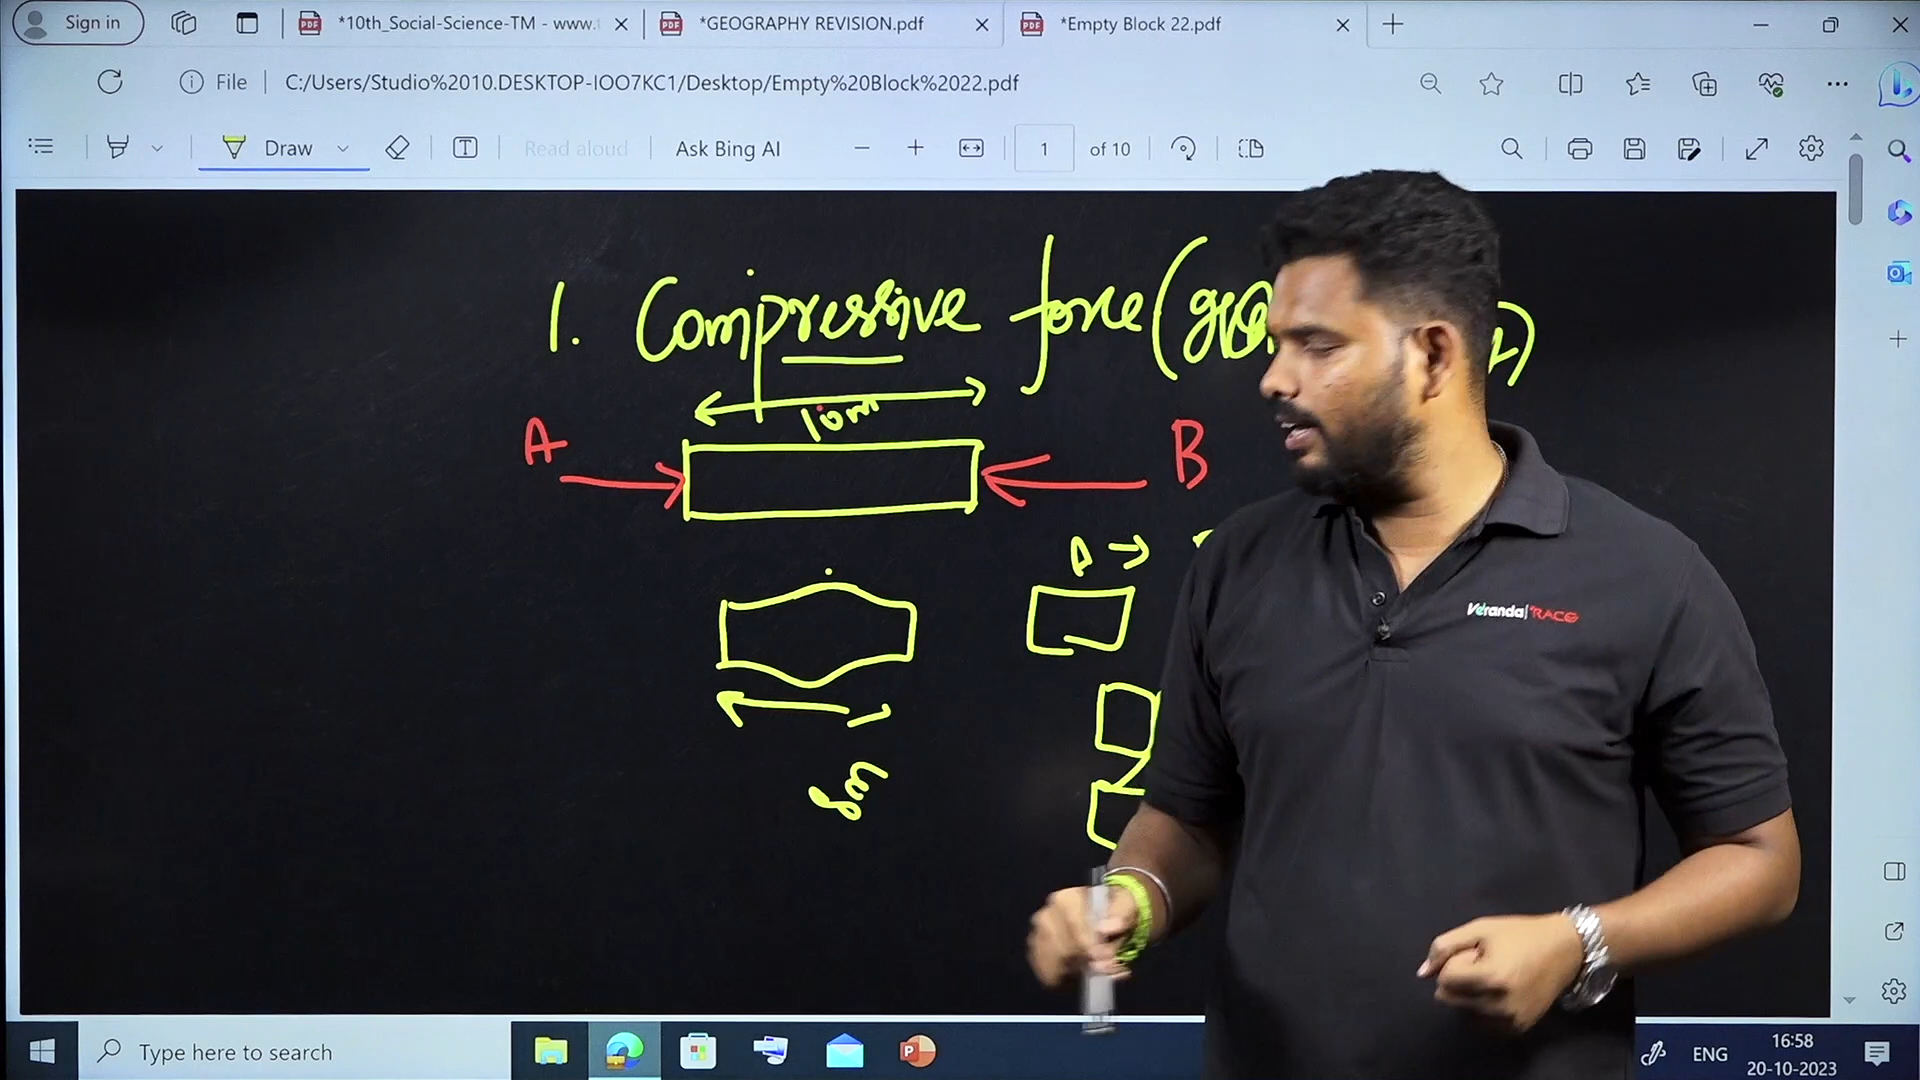 Sign in
*10th_Social-Science-TM - www.
*GEOGRAPHY REVISION.pdf
*Empty Block 22.pdf
File
C:/Users/Studio%2010.DESKTOP-IOO7KC1/Desktop/Empty%20Block%2022.pdf
Draw
Read aloud
Ask Bing AI
1
of 10
1. Compressive force (
10m
A
B
A →
8m
Veranda RACE
Type here to search
ENG
16:58
20-10-2023